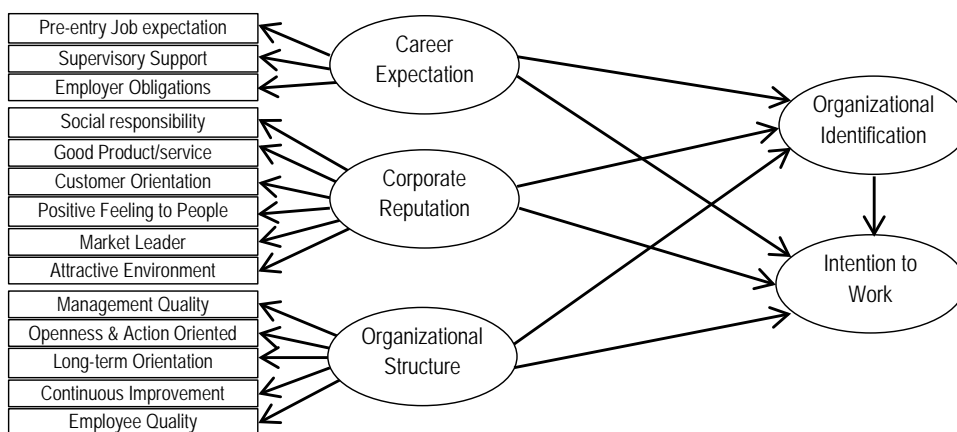 Pre-entry Job expectation
Supervisory Support
Employer Obligations
Social responsibility
Good Product/service
Customer Orientation
Positive Feeling to People
Market Leader
Attractive Environment
Management Quality
Openness & Action Oriented
Long-term Orientation
Continuous Improvement
Employee Quality
Career
Expectation
Corporate
Reputation
Organizational
Structure
Organizational
Identification
Intention to
Work